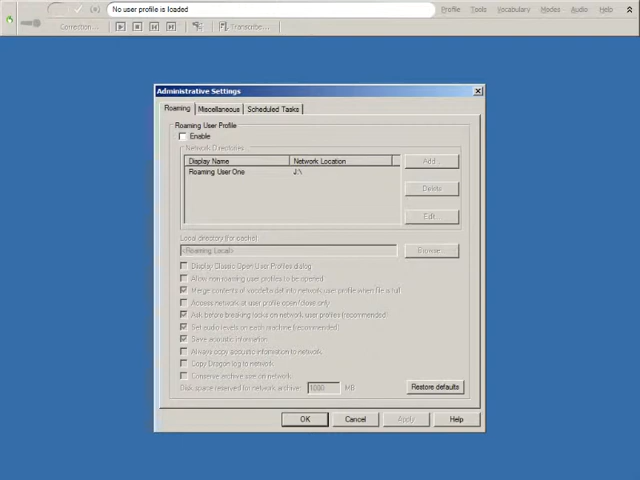 No user profile is loaded
Profile Tools Vocabulary Modes Audio Help
Correction... Transcribe...
Administrative Settings
Roaming Miscellaneous Scheduled Tasks
Roaming User Profile
Enable
Network Directories
Display Name Network Location
Roaming User One J:\
Add...
Delete
Edit...
Local directory (for cache)
<Roaming Local>
Browse...
Display Classic Open User Profiles dialog
Allow non-roaming user profiles to be opened
Merge contents of vocdelta.dat into network user profile when file is full
Access network at user profile open/close only
Ask before breaking locks on network user profiles (recommended)
Set audio levels on each machine (recommended)
Save acoustic information
Always copy acoustic information to network
Copy Dragon log to network
Conserve archive size on network
Disk space reserved for network archive: 1000 MB
Restore defaults
OK Cancel Apply Help